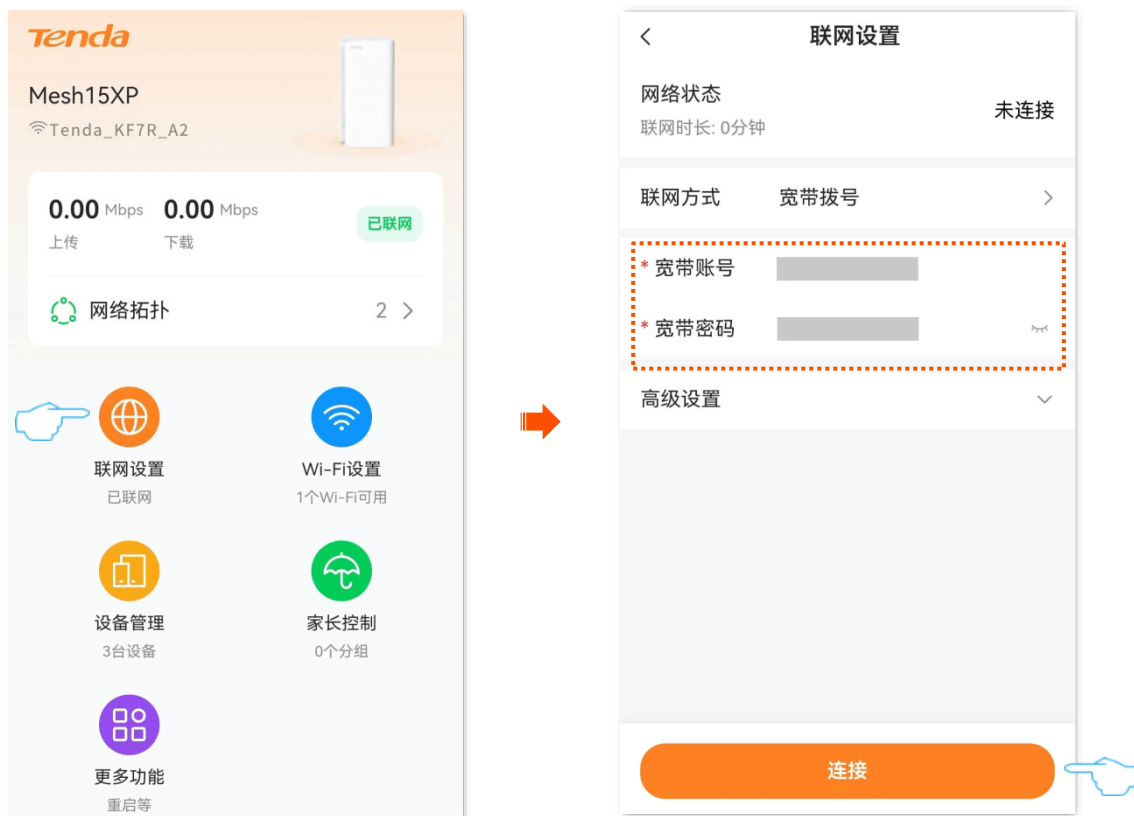 Tenda
Mesh15XP
Tenda_KF7R_A2
0.00 Mbps 0.00 Mbps
上传 下载
已联网
网络拓扑 2
联网设置 Wi-Fi设置
已联网 1个Wi-Fi可用
设备管理 家长控制
3台设备 0个分组
更多功能
重启等
联网设置
网络状态
联网时长: 0分钟
未连接
联网方式 宽带拨号
* 宽带账号
* 宽带密码
高级设置
连接